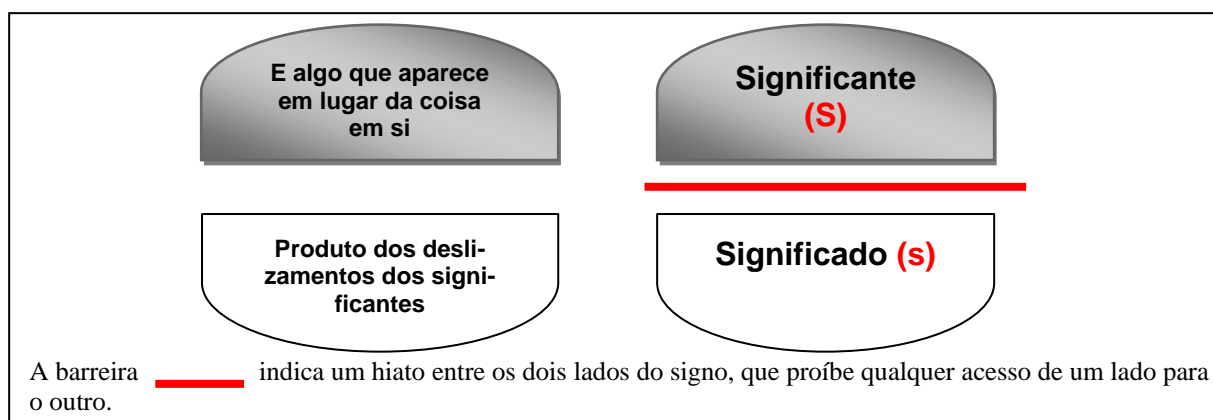 E algo que aparece
em lugar da coisa
em si
Significante
(S)
Produto dos desli-
zamentos dos signi-
ficantes
Significado (s)
A barreira indica um hiato entre os dois lados do signo, que proíbe qualquer acesso de um lado para
o outro.